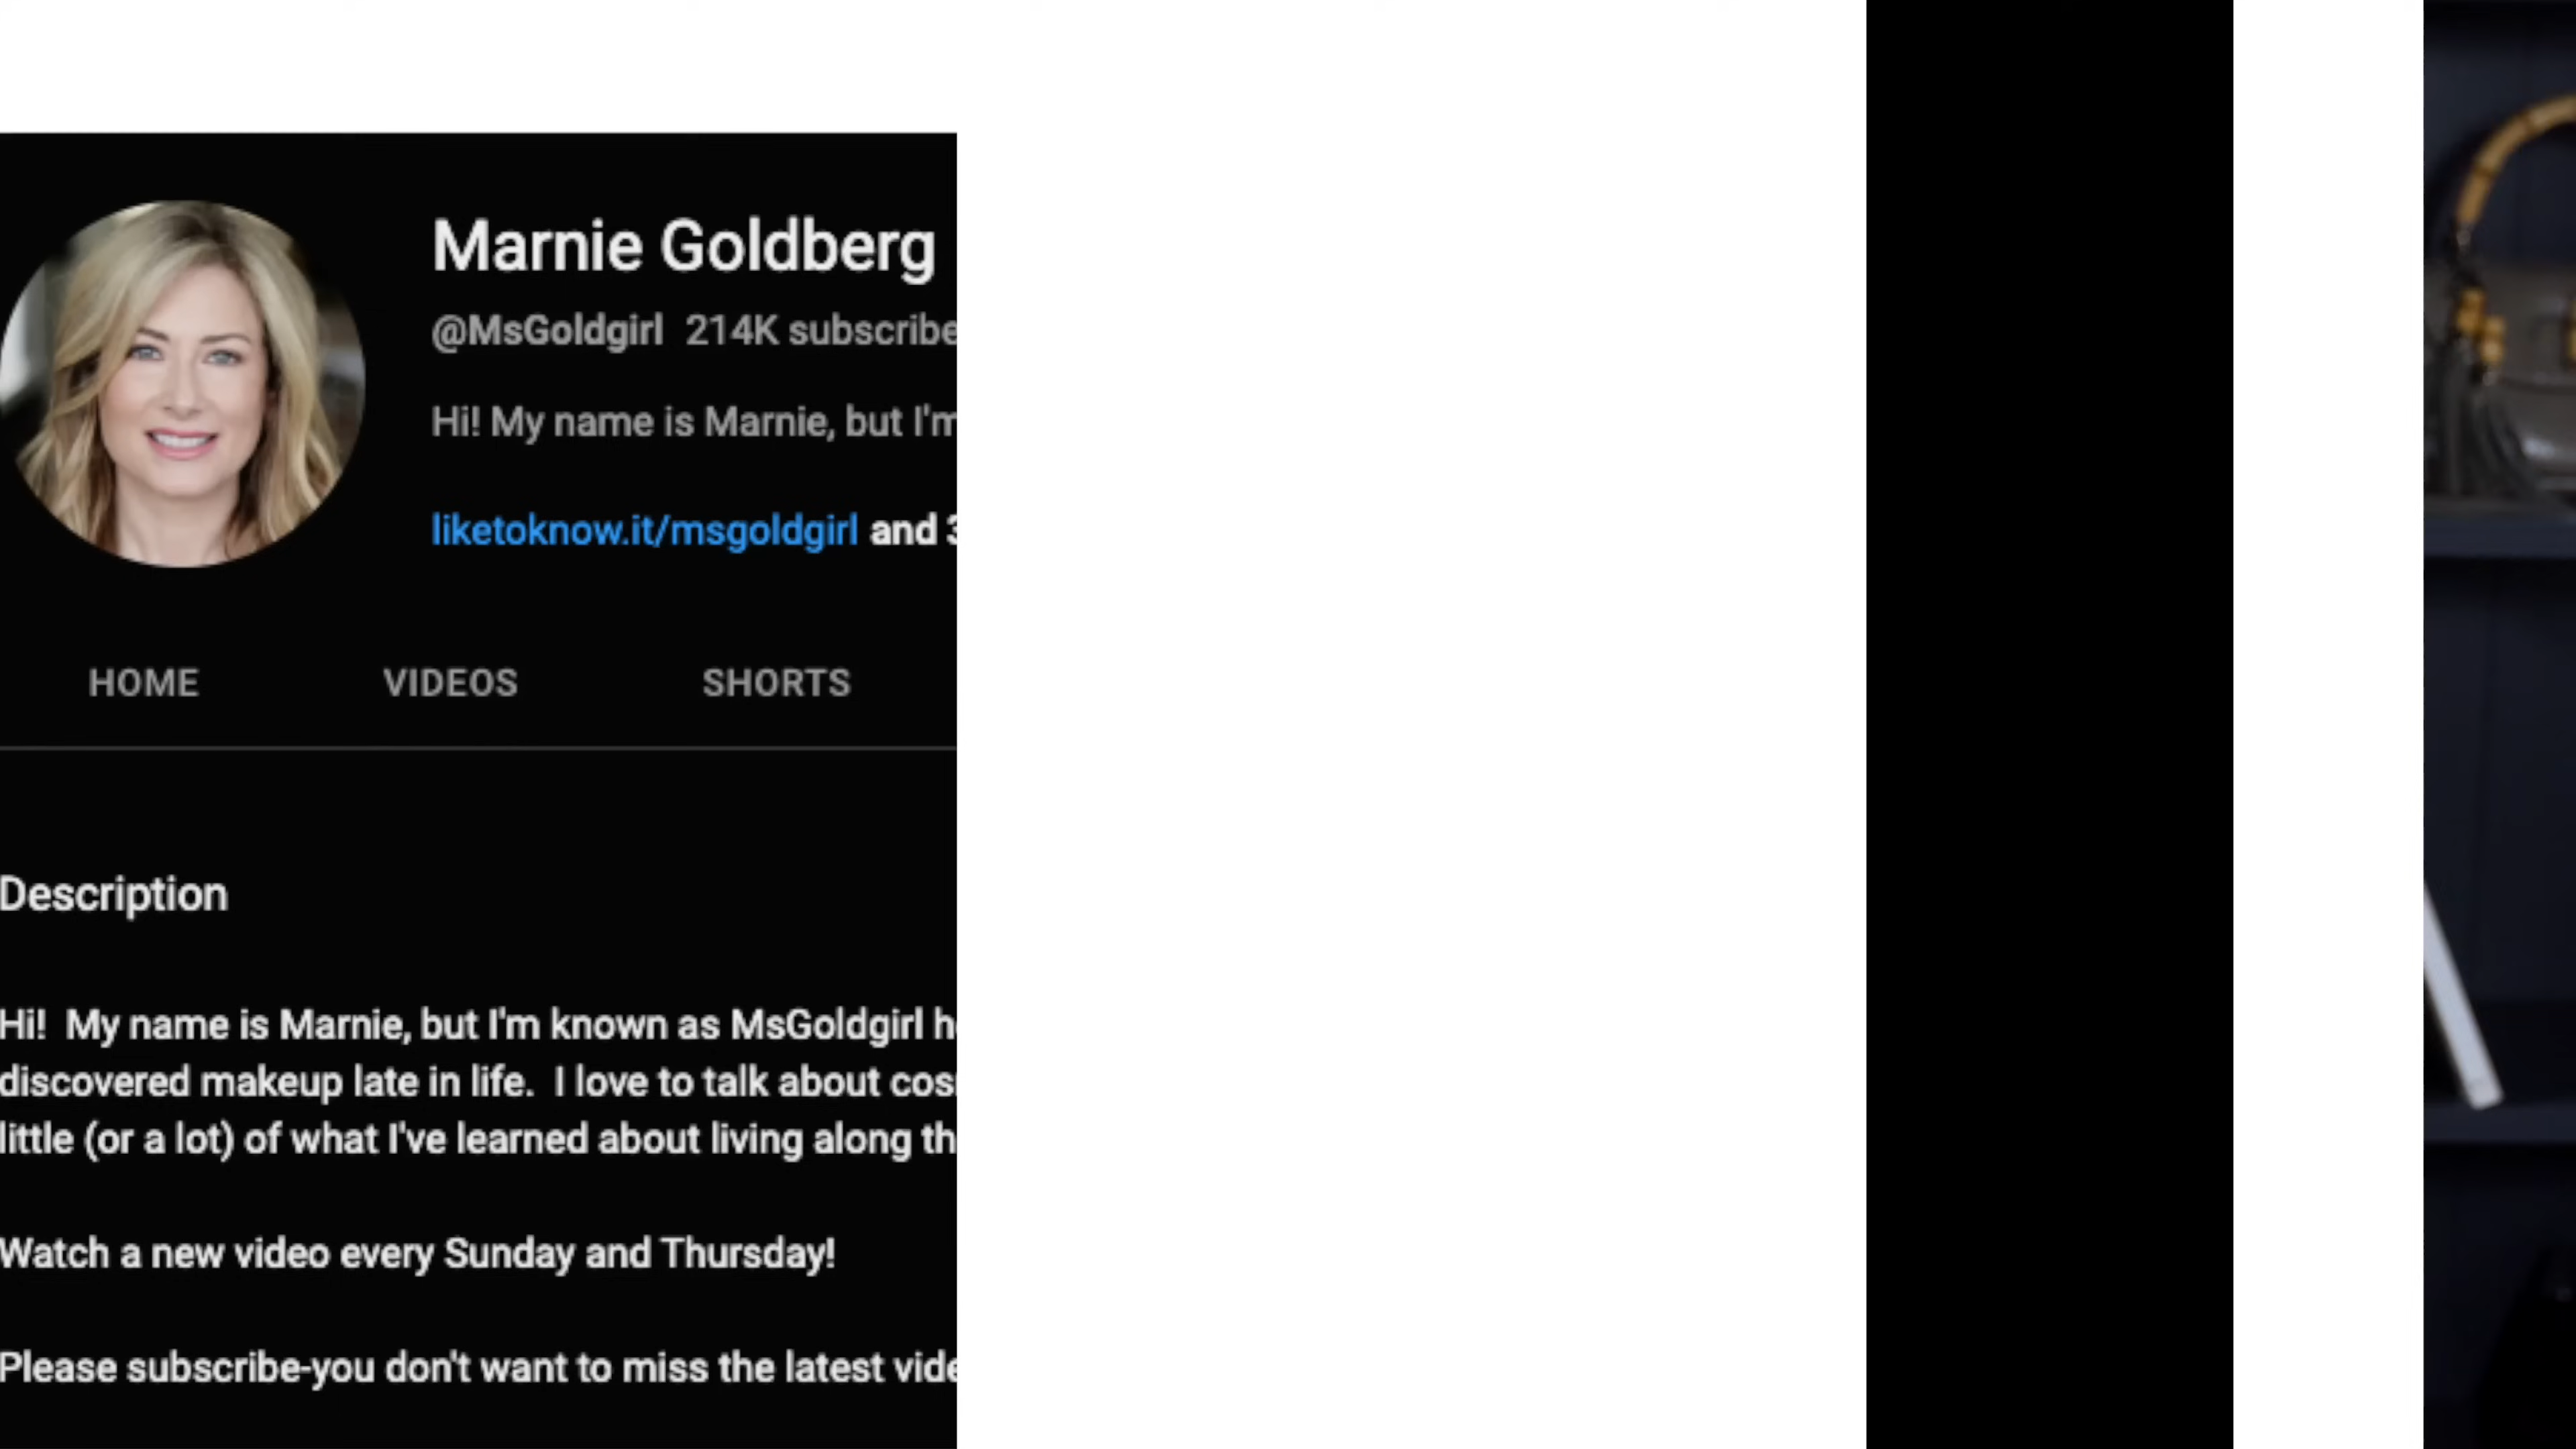 Marnie Goldberg
@MsGoldgirl 214K subscribe
Hi! My name is Marnie, but I'm
liketoknow.it/msgoldgirl and 3
HOME VIDEOS SHORTS
Description
Hi! My name is Marnie, but I'm known as MsGoldgirl h
discovered makeup late in life. I love to talk about cos
little (or a lot) of what I've learned about living along th
Watch a new video every Sunday and Thursday!
Please subscribe-you don't want to miss the latest vide